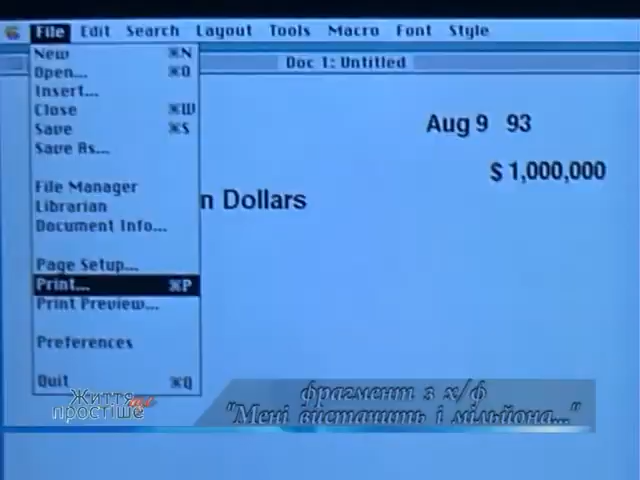 File Edit Search Layout Tools Macro Font Style
Doc 1: Untitled
New ⌘N
Open... ⌘O
Insert...
Close ⌘W
Save ⌘S
Save As...
File Manager
Librarian
Document Info...
Page Setup...
Print... ⌘P
Print Preview...
Preferences
Quit ⌘Q
Aug 9 93
$ 1,000,000
n Dollars
Життя
простіше
фрагмент з х/ф
"Мені вистачить і мільйона..."